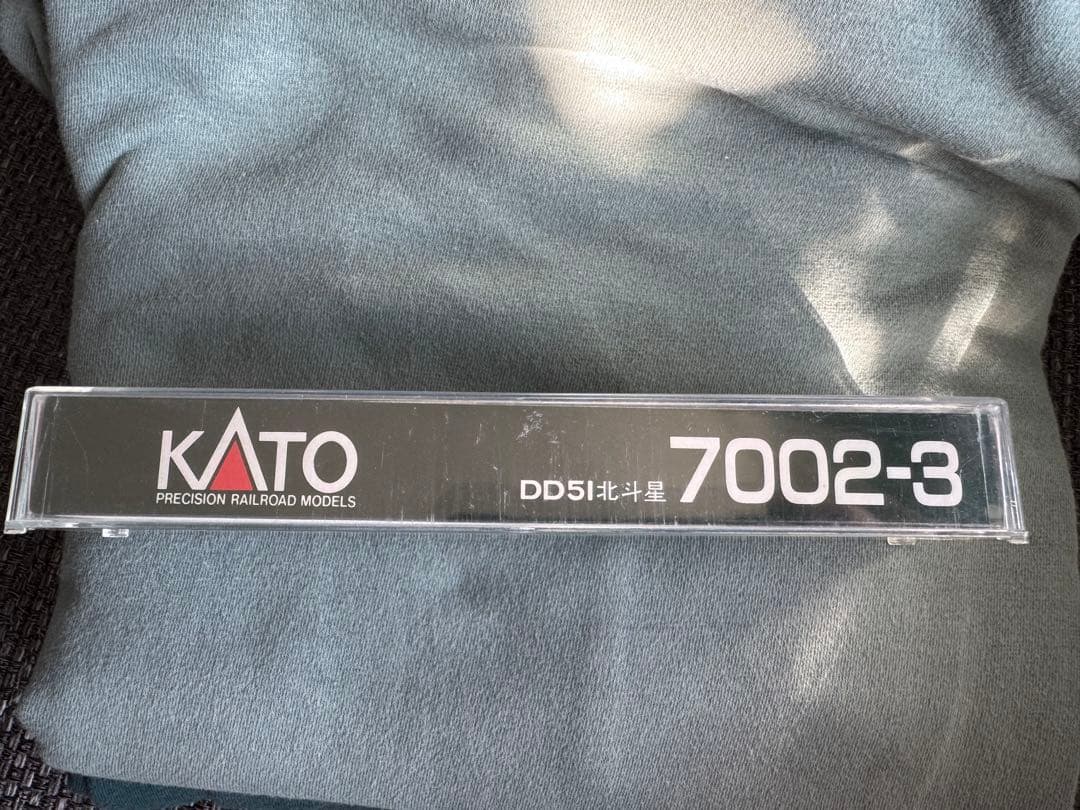 KATO
PRECISION RAILROAD MODELS
DD51北斗星 7002-3